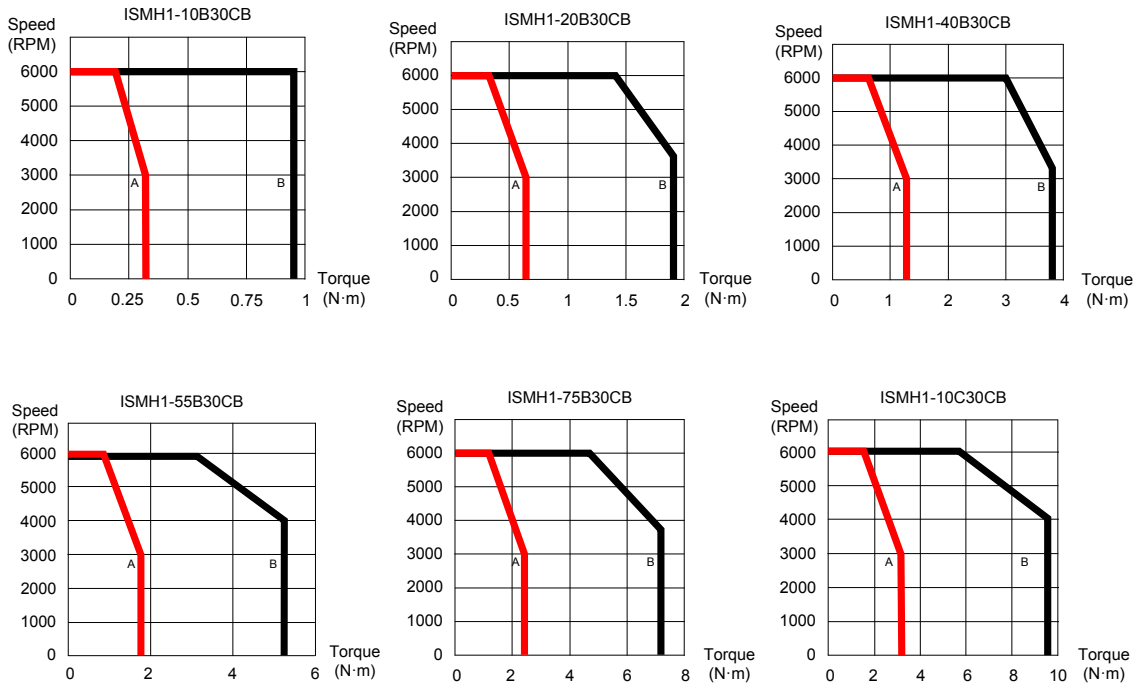 ISMH1-10B30CB
Speed
(RPM)
6000
5000
4000
3000
2000
1000
0
A
B
0
0.25
0.5
0.75
1
Torque
(N·m)
ISMH1-20B30CB
Speed
(RPM)
6000
5000
4000
3000
2000
1000
0
A
B
0
0.5
1
1.5
2
Torque
(N·m)
ISMH1-40B30CB
Speed
(RPM)
6000
5000
4000
3000
2000
1000
0
A
B
0
1
2
3
4
Torque
(N·m)
ISMH1-55B30CB
Speed
(RPM)
6000
5000
4000
3000
2000
1000
0
A
B
0
2
4
6
Torque
(N·m)
ISMH1-75B30CB
Speed
(RPM)
6000
5000
4000
3000
2000
1000
0
A
B
0
2
4
6
8
Torque
(N·m)
ISMH1-10C30CB
Speed
(RPM)
6000
5000
4000
3000
2000
1000
0
A
B
0
2
4
6
8
10
Torque
(N·m)